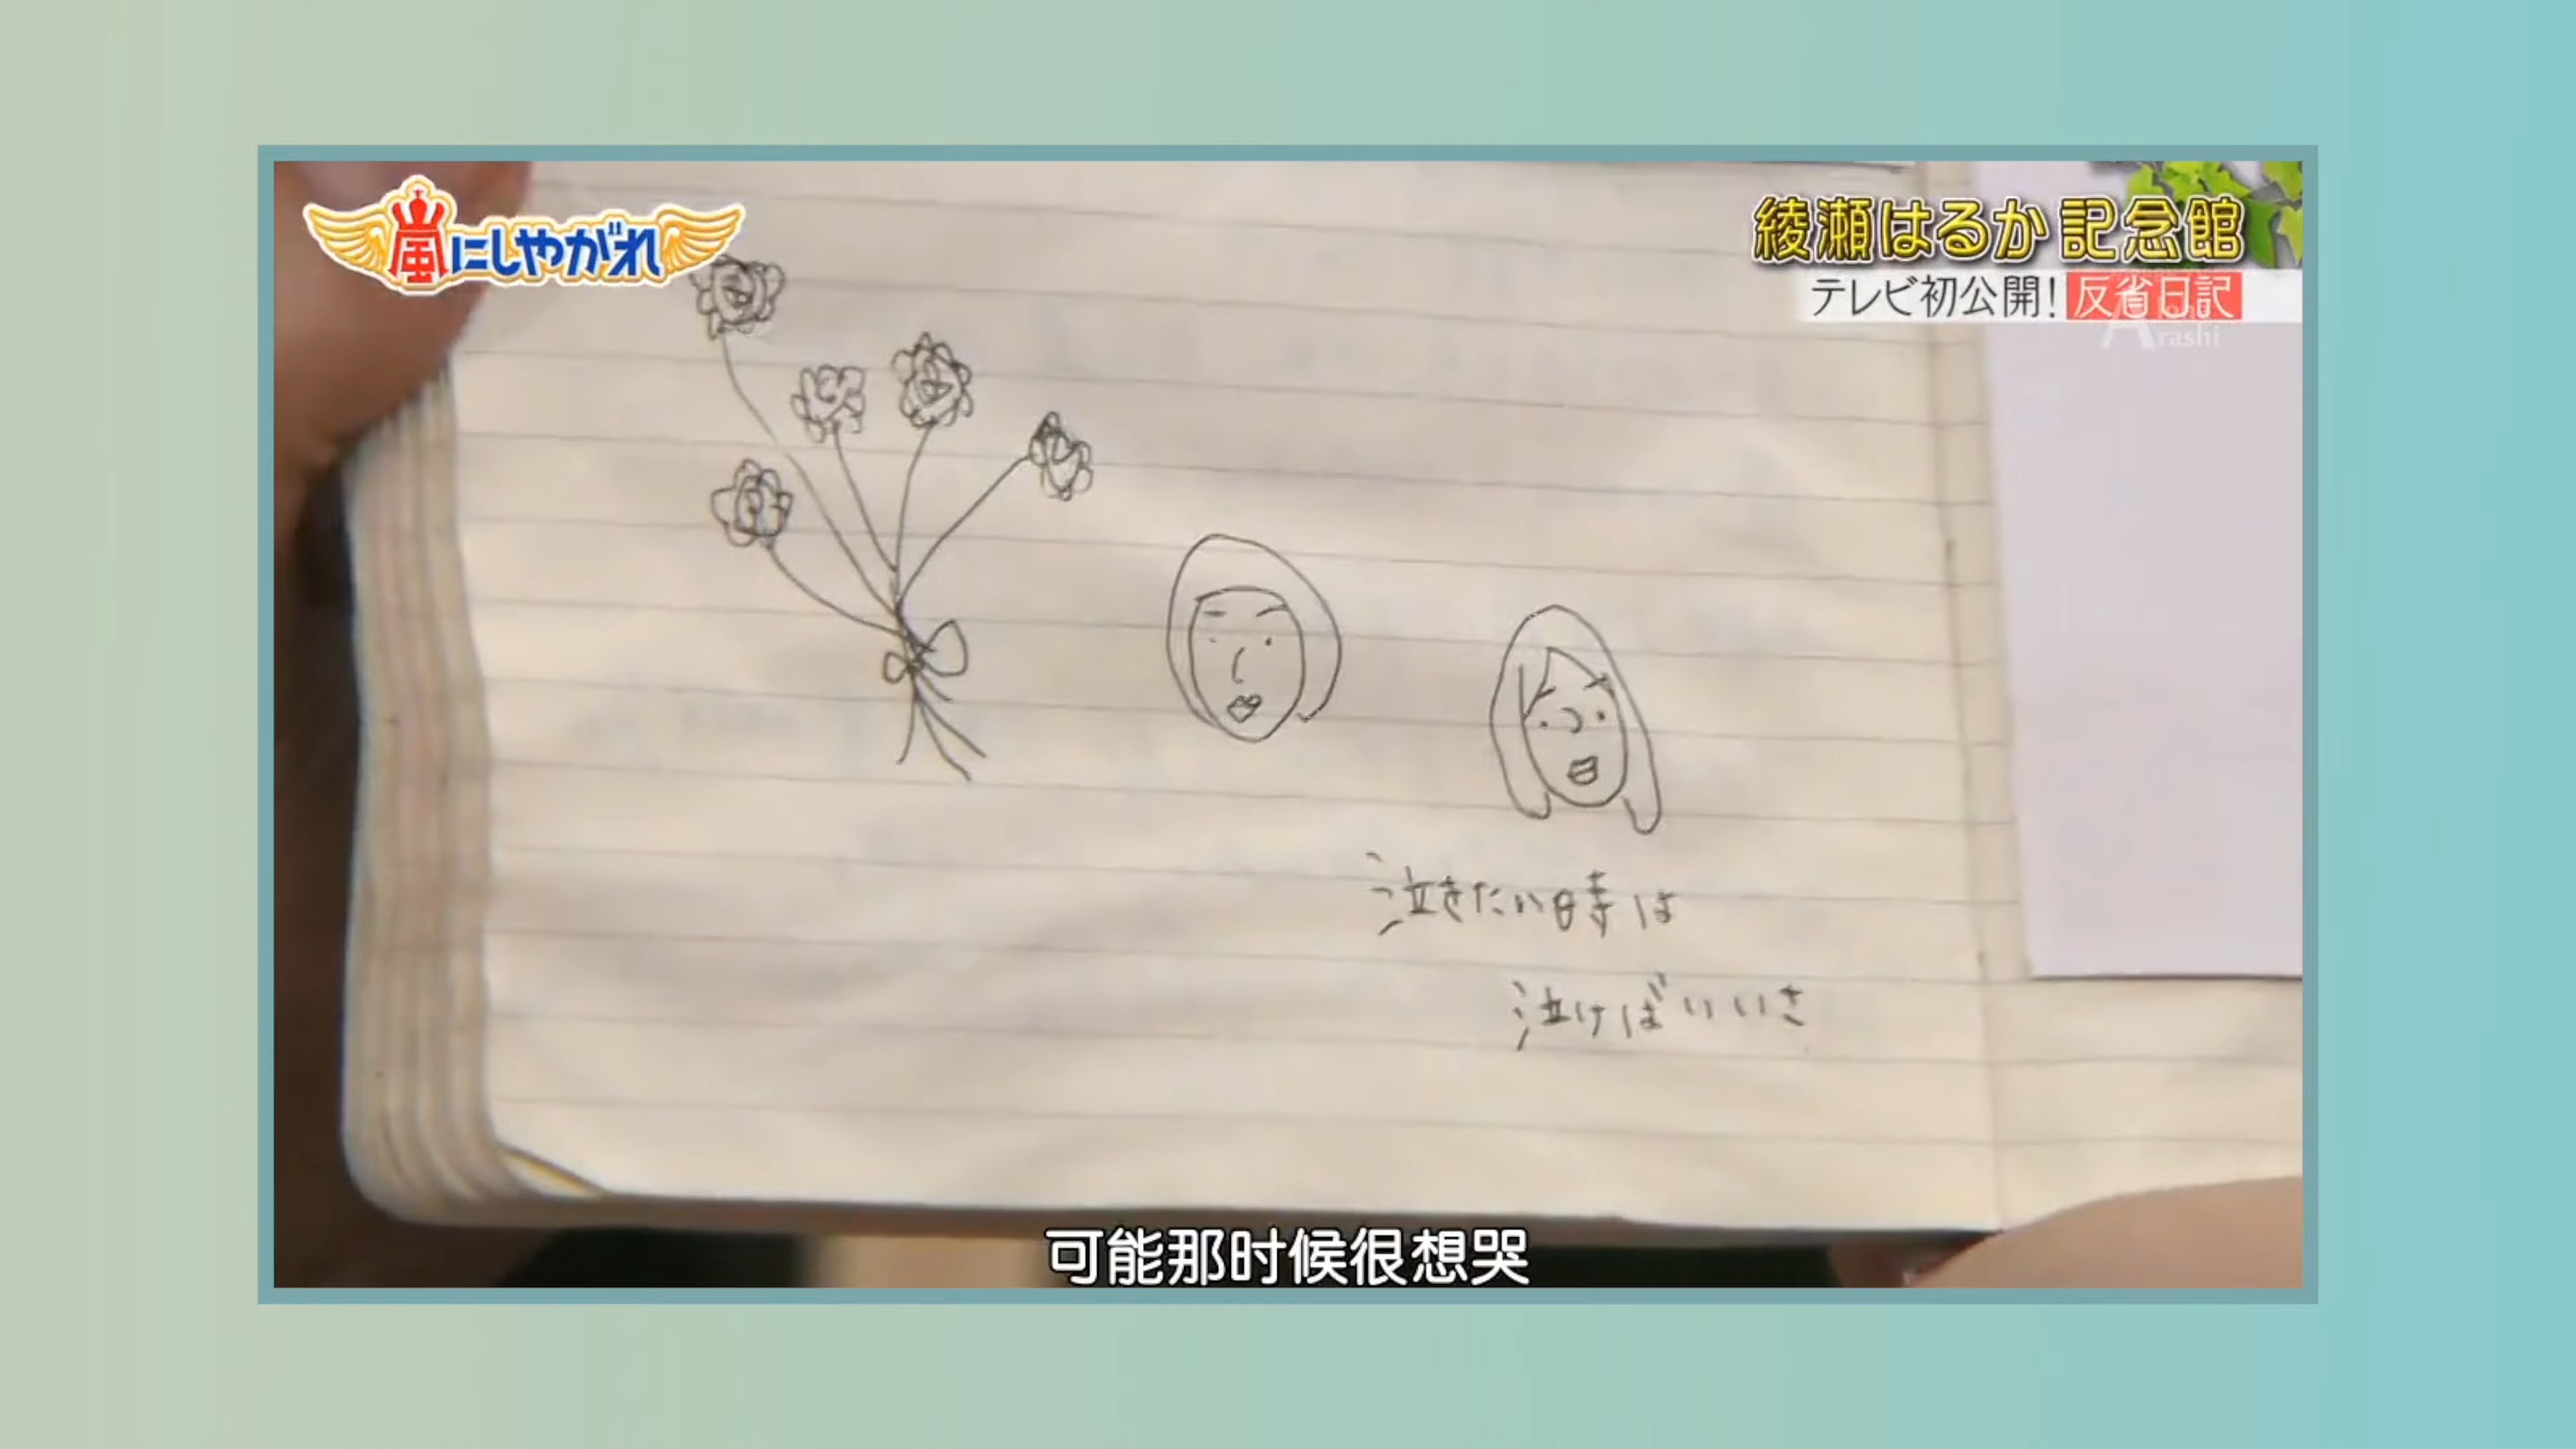 嵐にしやがれ
綾瀬はるか記念館
テレビ初公開!反省日記
Arashi
泣きたい時は
泣けばいいさ
可能那时候很想哭